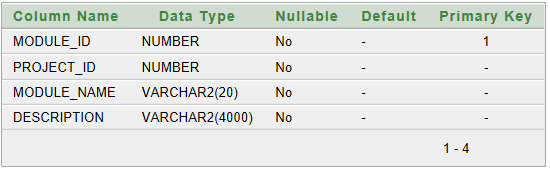 Column Name Data Type Nullable Default Primary Key
MODULE_ID NUMBER No - 1
PROJECT_ID NUMBER No - -
MODULE_NAME VARCHAR2(20) No - -
DESCRIPTION VARCHAR2(4000) No - -
1 - 4